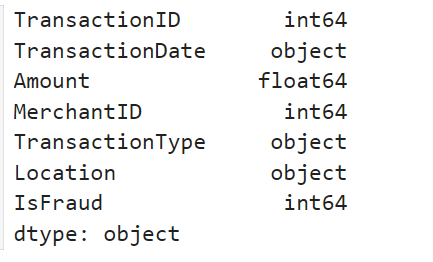 TransactionID int64
TransactionDate object
Amount float64
MerchantID int64
TransactionType object
Location object
IsFraud int64
dtype: object